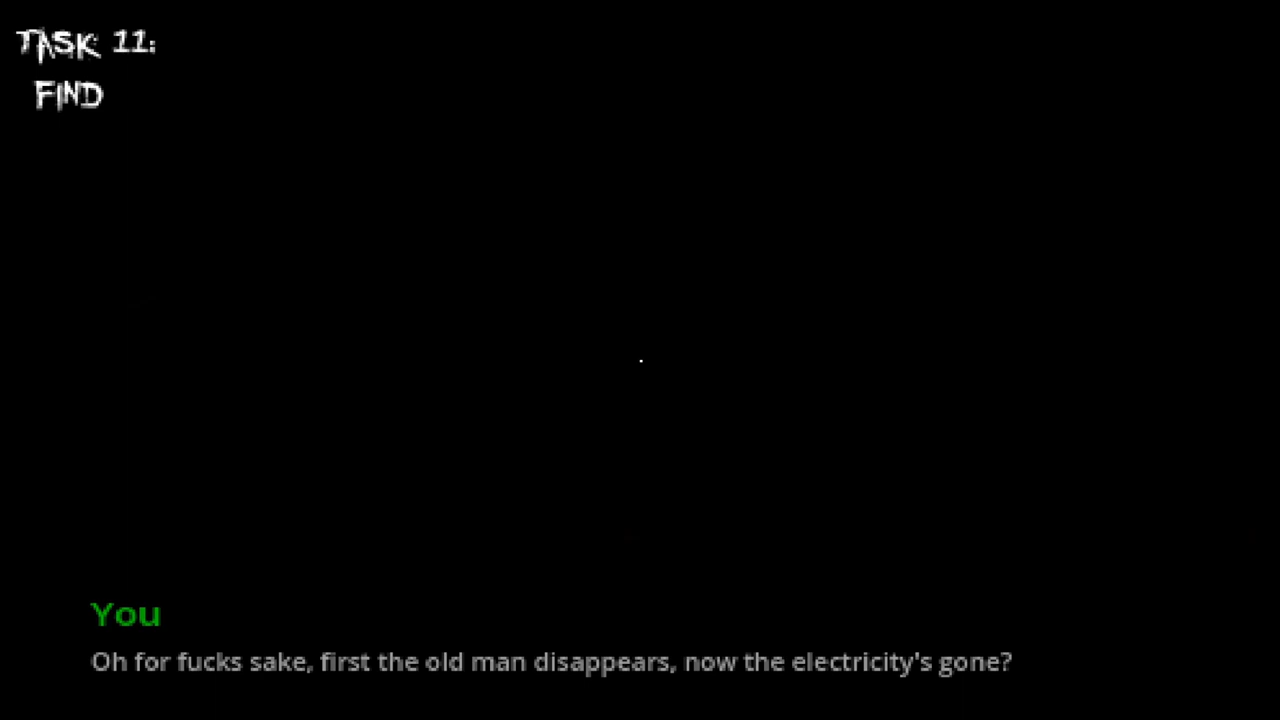 TASK 11:
FIND
You
Oh for fucks sake, first the old man disappears, now the electricity's gone?